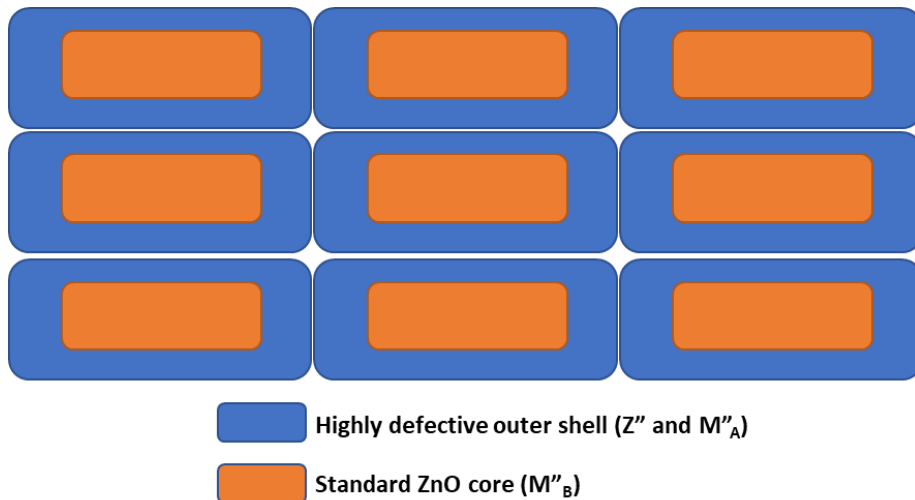 Highly defective outer shell (Z” and M”A)
Standard ZnO core (M”B)